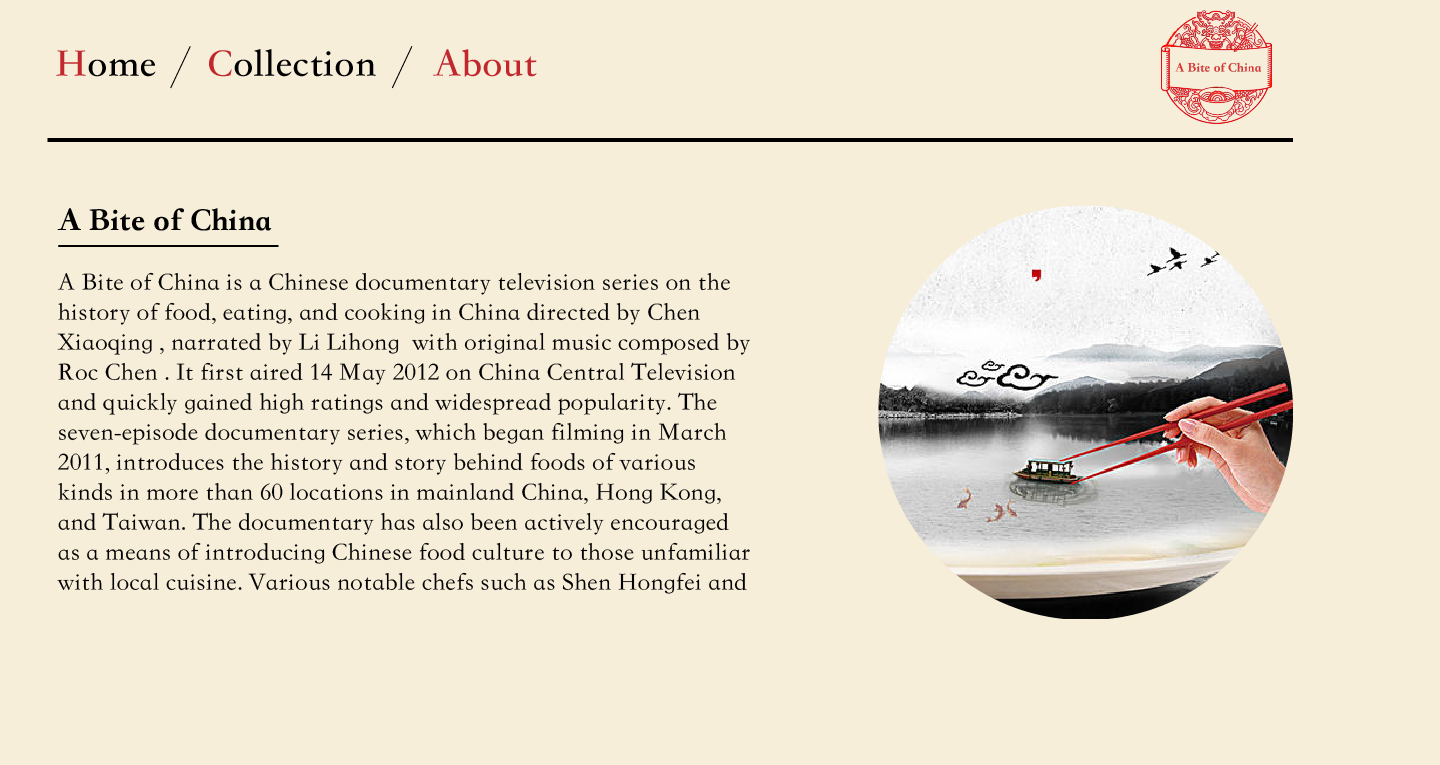 Home / Collection / About
A Bite of China
A Bite of China
A Bite of China is a Chinese documentary television series on the
history of food, eating, and cooking in China directed by Chen
Xiaoqing , narrated by Li Lihong  with original music composed by
Roc Chen . It first aired 14 May 2012 on China Central Television
and quickly gained high ratings and widespread popularity. The
seven-episode documentary series, which began filming in March
2011, introduces the history and story behind foods of various
kinds in more than 60 locations in mainland China, Hong Kong,
and Taiwan. The documentary has also been actively encouraged
as a means of introducing Chinese food culture to those unfamiliar
with local cuisine. Various notable chefs such as Shen Hongfei and